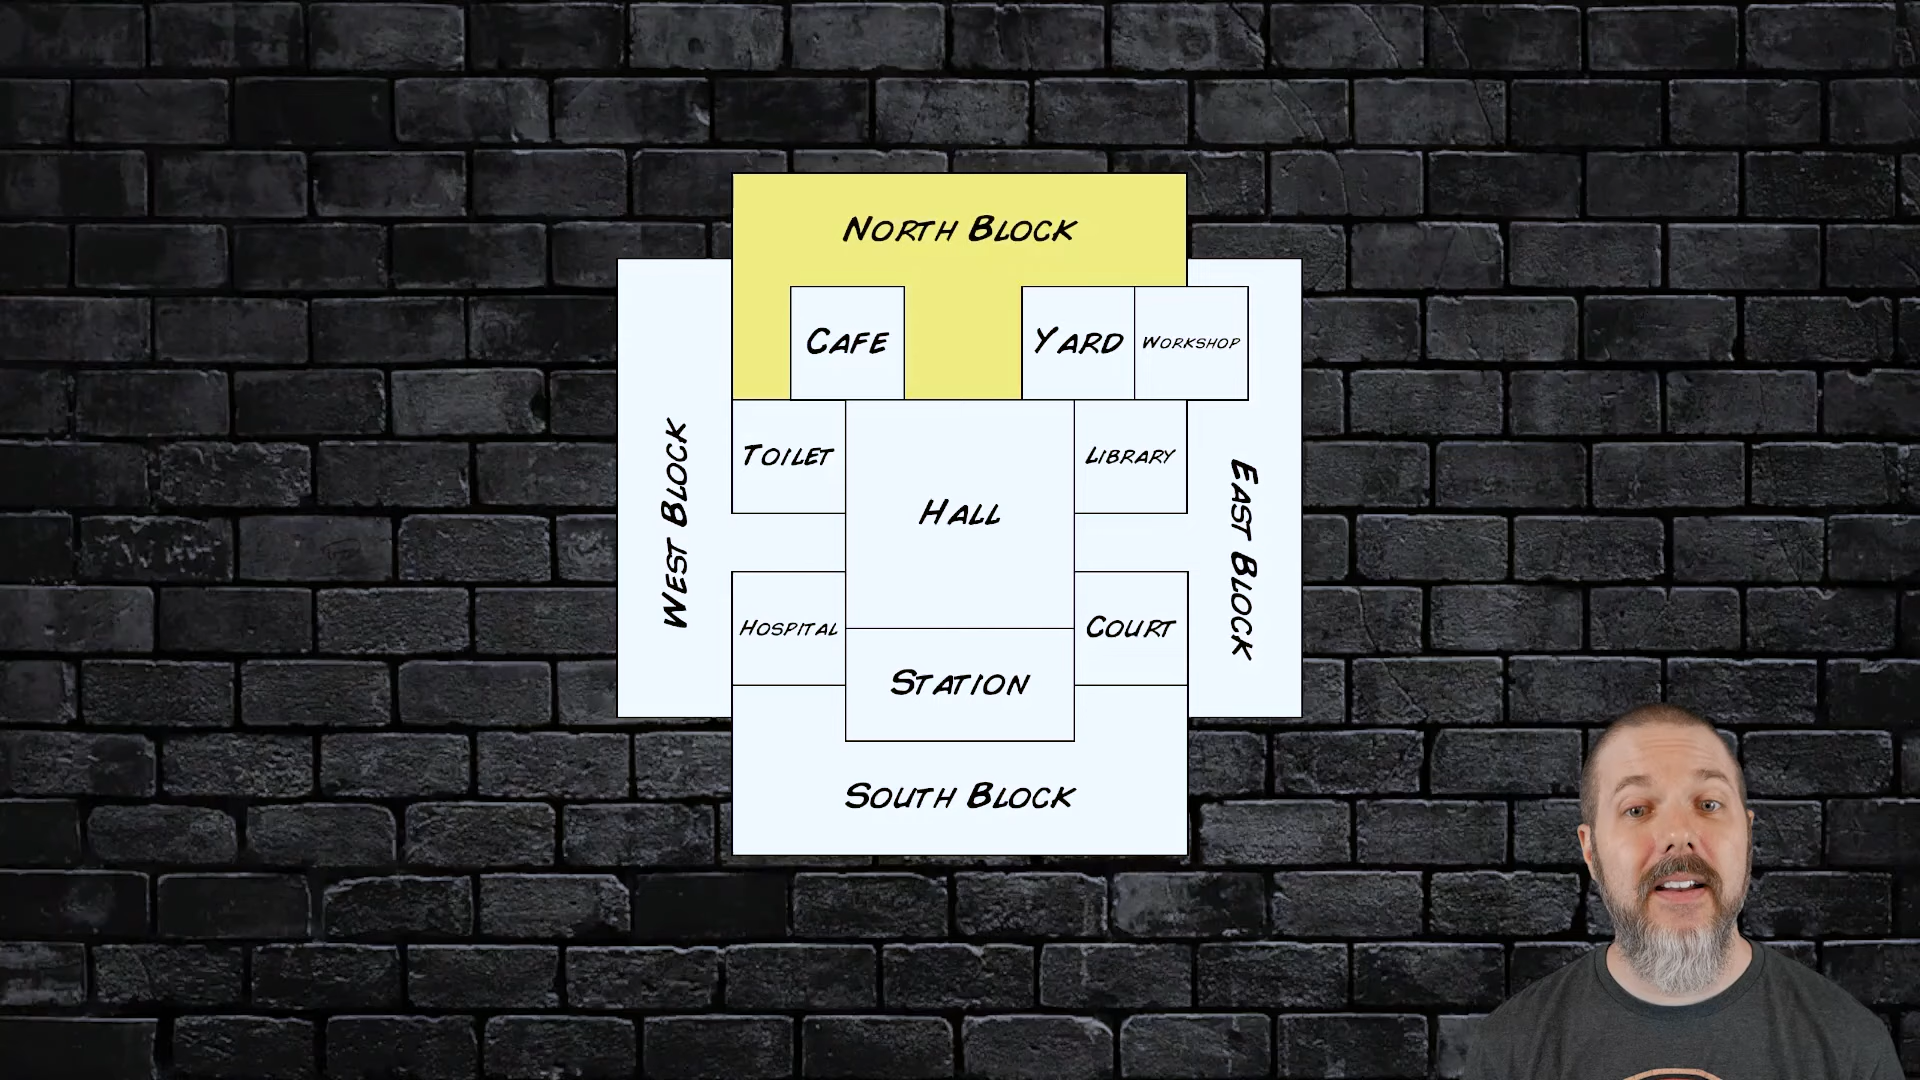 North Block
Cafe
Yard
Workshop
West Block
Toilet
Hall
Library
East Block
Hospital
Station
Court
South Block